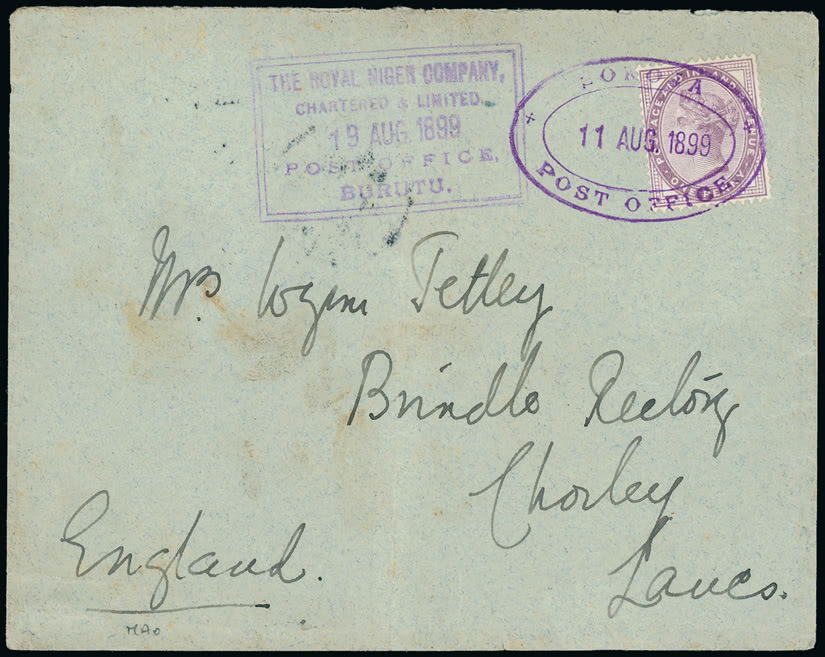 THE ROYAL NIGER COMPANY,
CHARTERED & LIMITED.
19 AUG. 1899
POST OFFICE,
BURUTU.
LOKOJA
11 AUG. 1899
POST OFFICE
Mrs Tetley
Brindle Rectory
Chorley
Lancs.
England.